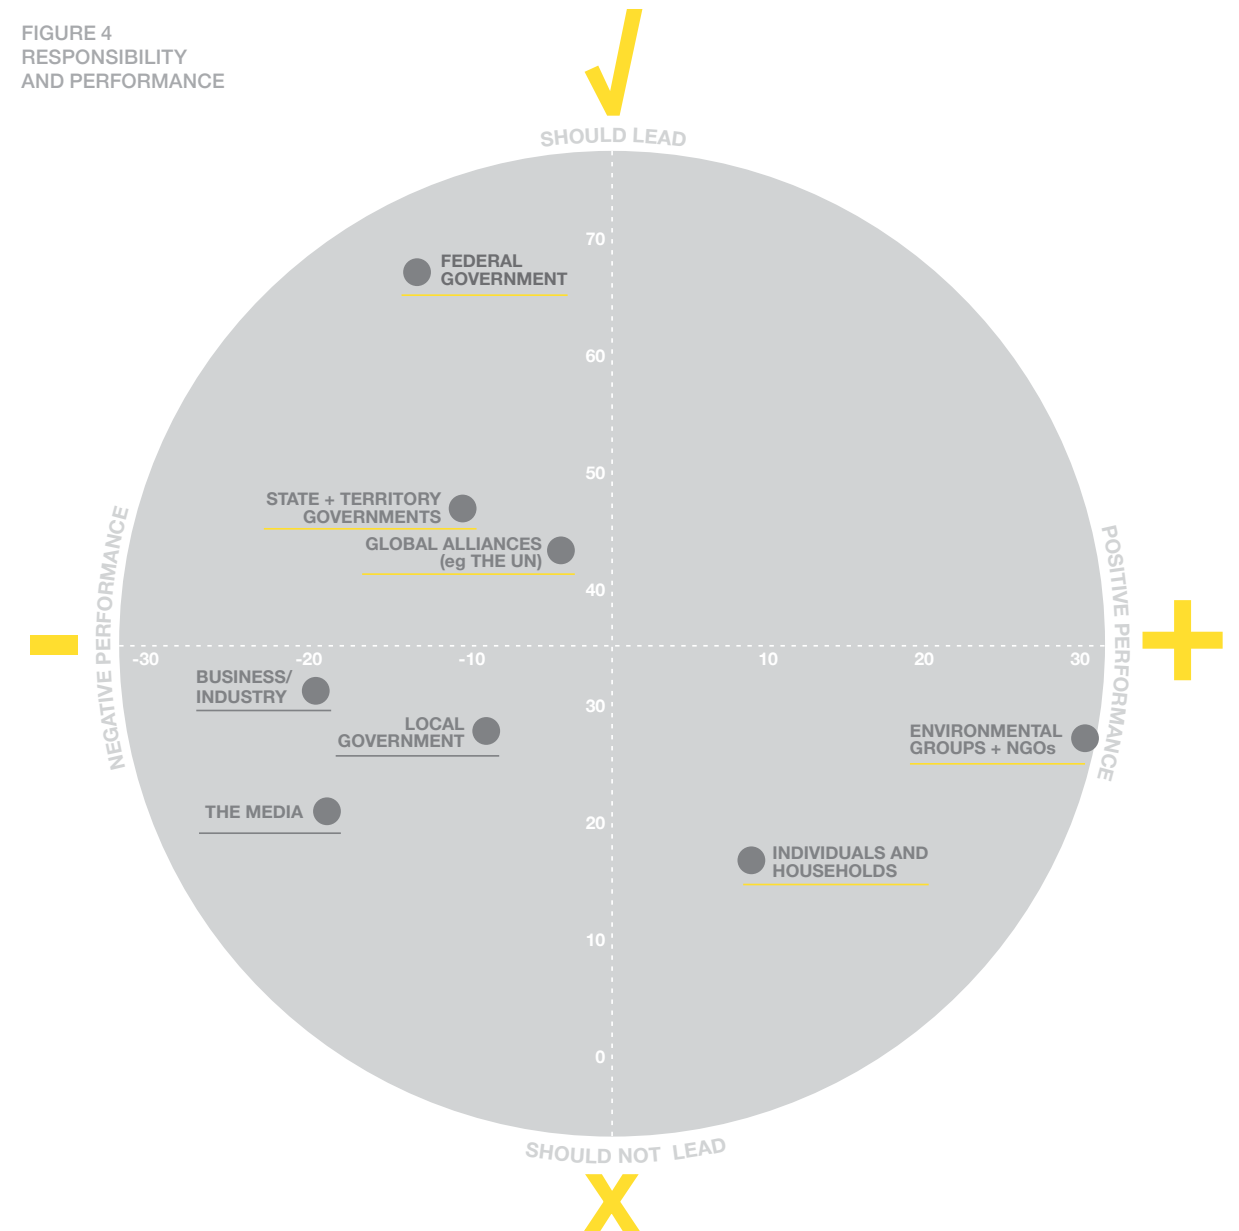 FIGURE 4
RESPONSIBILITY
AND PERFORMANCE
SHOULD LEAD
70
FEDERAL
GOVERNMENT
60
50
STATE + TERRITORY
GOVERNMENTS
GLOBAL ALLIANCES
(eg THE UN)
40
NEGATIVE PERFORMANCE
POSITIVE PERFORMANCE
-30
-20
-10
10
20
30
BUSINESS/
INDUSTRY
30
LOCAL
GOVERNMENT
ENVIRONMENTAL
GROUPS + NGOs
THE MEDIA
20
INDIVIDUALS AND
HOUSEHOLDS
10
0
SHOULD NOT LEAD